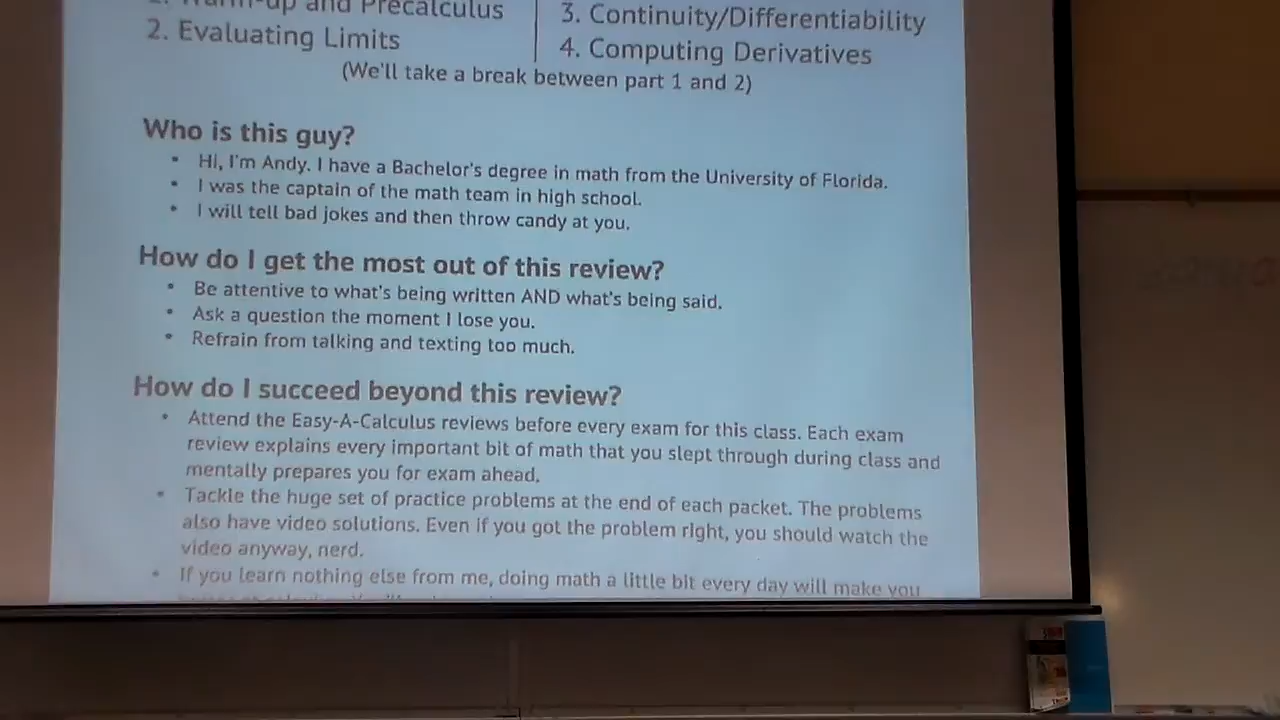 1. Warm-up and Precalculus
2. Evaluating Limits
3. Continuity/Differentiability
4. Computing Derivatives
(We'll take a break between part 1 and 2)
Who is this guy?
• Hi, I'm Andy. I have a Bachelor's degree in math from the University of Florida.
• I was the captain of the math team in high school.
• I will tell bad jokes and then throw candy at you.
How do I get the most out of this review?
• Be attentive to what's being written AND what's being said.
• Ask a question the moment I lose you.
• Refrain from talking and texting too much.
How do I succeed beyond this review?
• Attend the Easy-A-Calculus reviews before every exam for this class. Each exam
review explains every important bit of math that you slept through during class and
mentally prepares you for exam ahead.
• Tackle the huge set of practice problems at the end of each packet. The problems
also have video solutions. Even if you got the problem right, you should watch the
video anyway, nerd.
• If you learn nothing else from me, doing math a little bit every day will make you